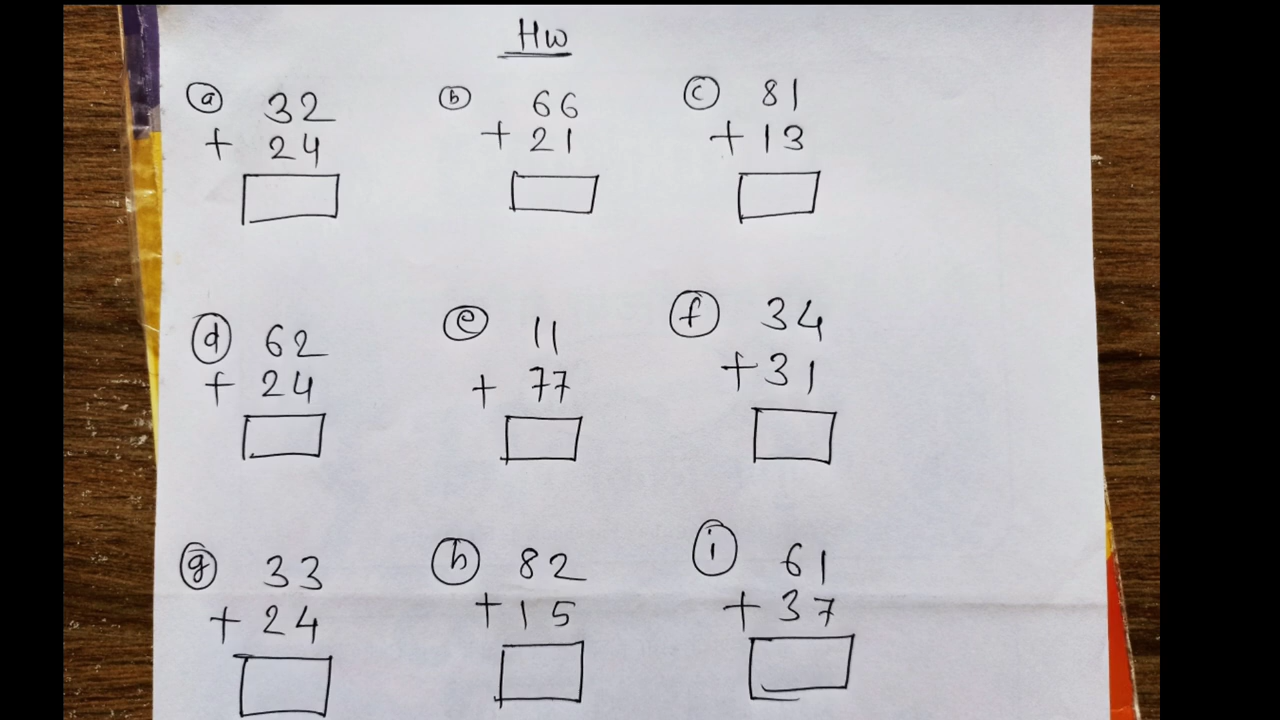 Hw
ⓐ 32 ⓑ 66 ⓒ 81
+ 24 + 21 + 13
ⓓ 62 ⓔ 11 ⓕ 34
+ 24 + 77 + 31
ⓖ 33 ⓗ 82 ⓘ 61
+ 24 + 15 + 37